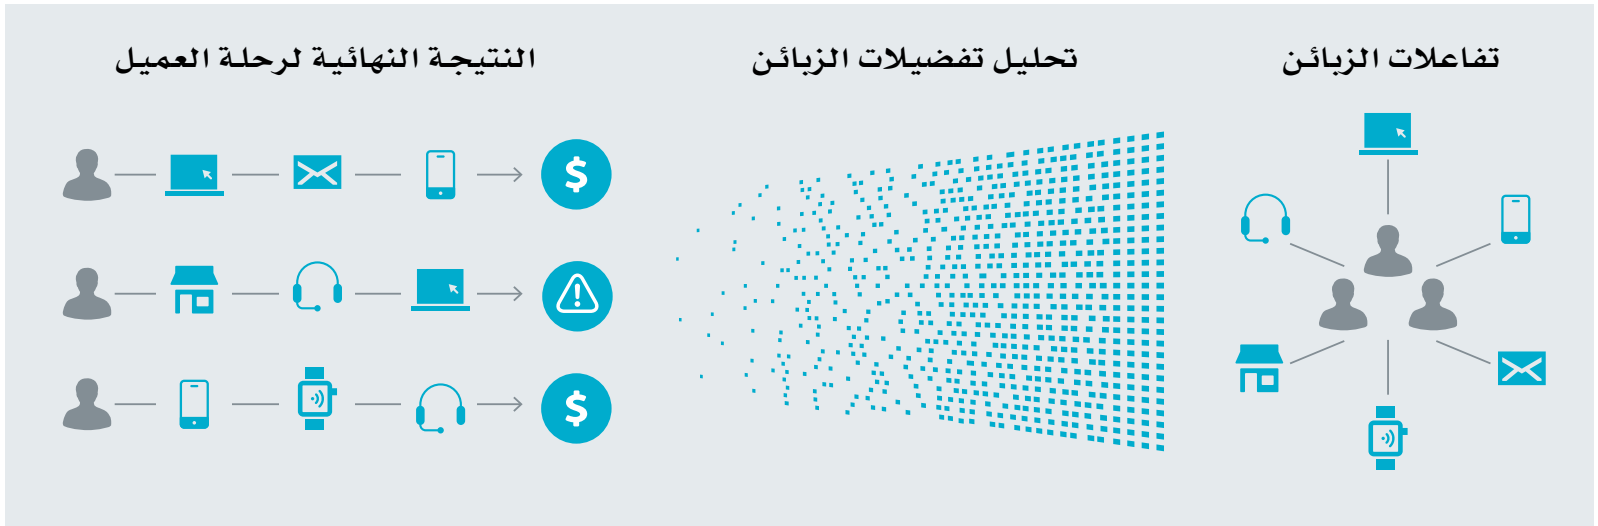 تفاعلات الزبائن
تحليل تفضيلات الزبائن
النتيجة النهائية لرحلة العميل